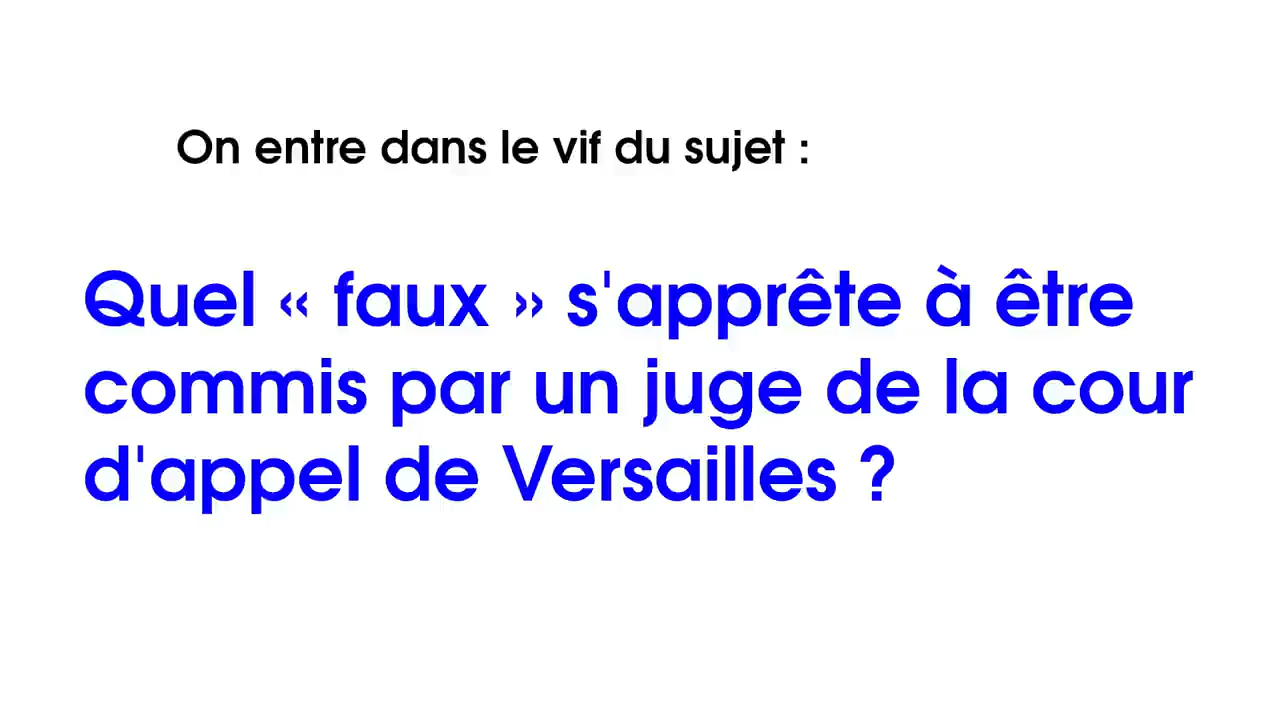 On entre dans le vif du sujet :
Quel « faux » s'apprête à être
commis par un juge de la cour
d'appel de Versailles ?